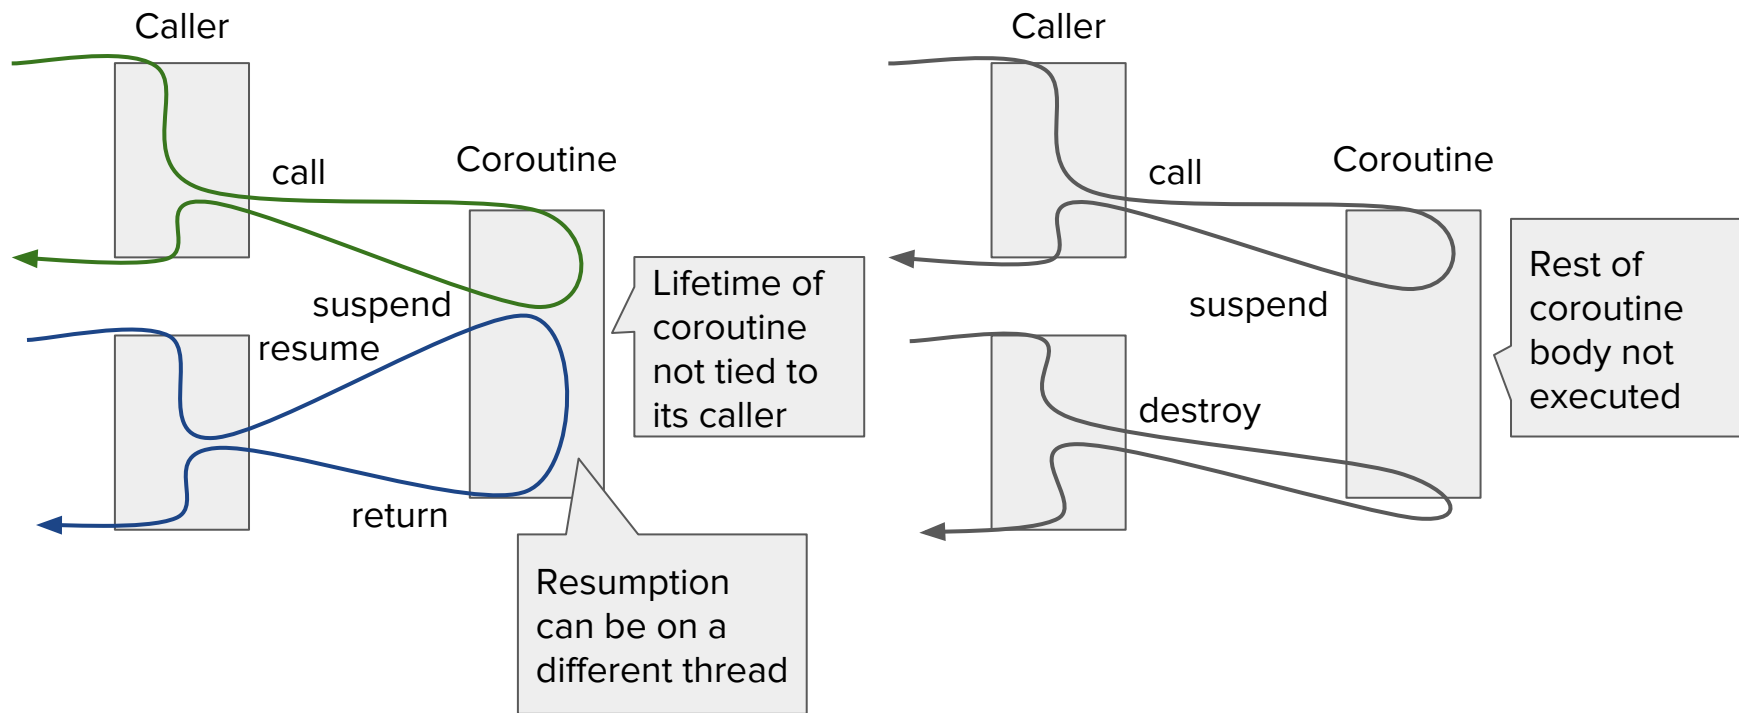 Caller
call
Coroutine
suspend
resume
return
Lifetime of
coroutine
not tied to
its caller
Resumption
can be on a
different thread
Caller
call
Coroutine
suspend
destroy
Rest of
coroutine
body not
executed